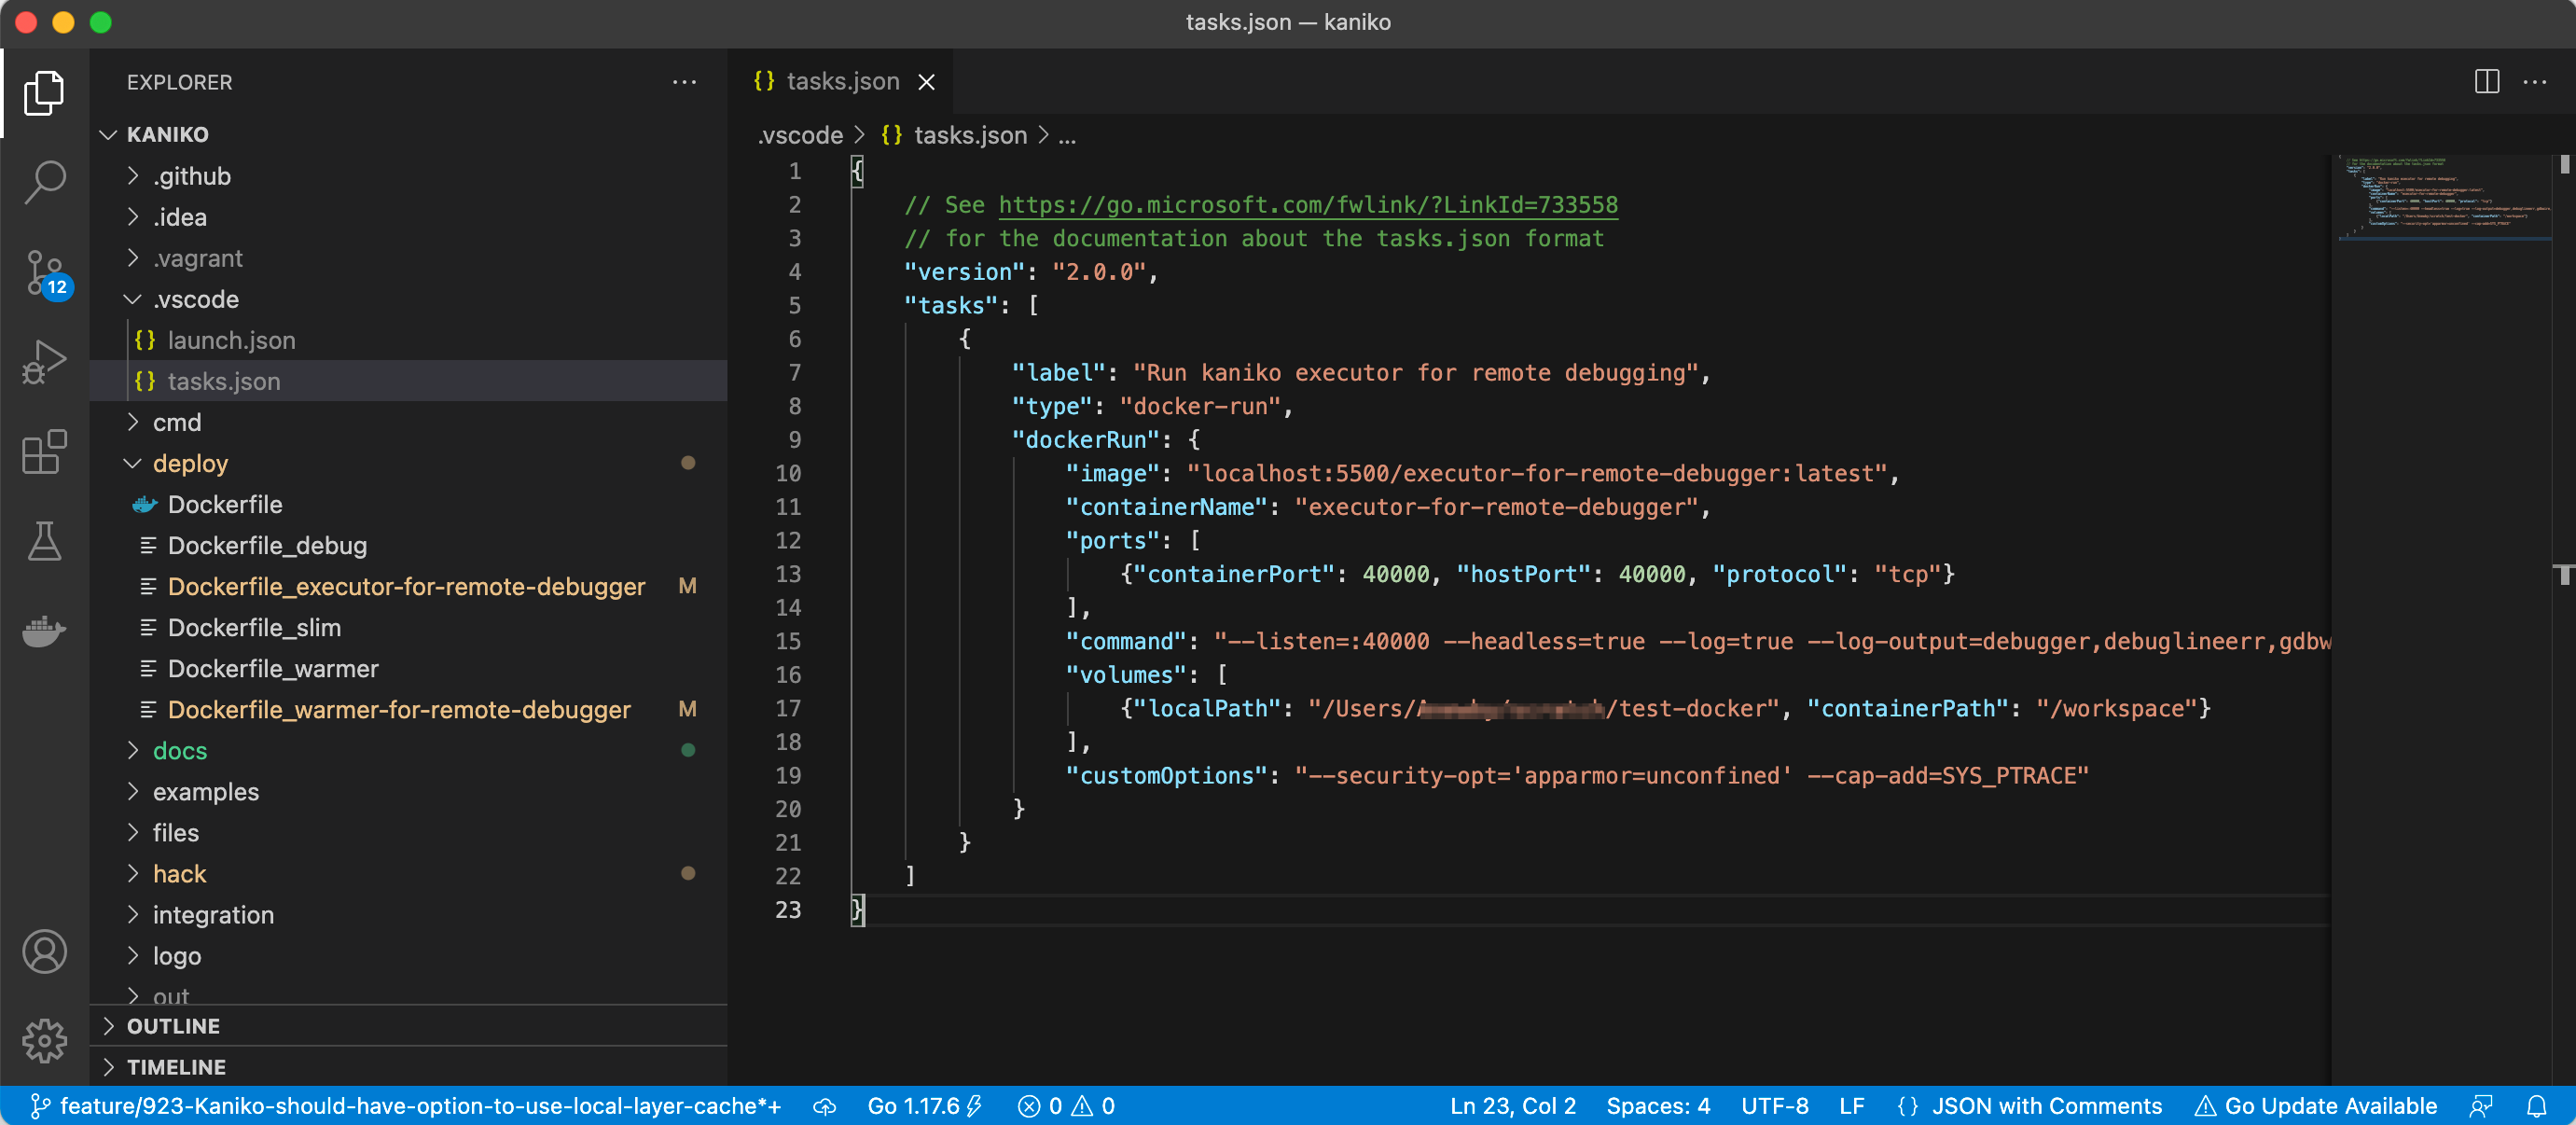 tasks.json — kaniko
EXPLORER
KANIKO
.github
.idea
.vagrant
.vscode
launch.json
tasks.json
cmd
deploy
Dockerfile
Dockerfile_debug
Dockerfile_executor-for-remote-debugger M
Dockerfile_slim
Dockerfile_warmer
Dockerfile_warmer-for-remote-debugger M
docs
examples
files
hack
integration
logo
out
OUTLINE
TIMELINE
12
{} tasks.json
.vscode > {} tasks.json > ...
1 {
2 // See https://go.microsoft.com/fwlink/?LinkId=733558
3 // for the documentation about the tasks.json format
4 "version": "2.0.0",
5 "tasks": [
6 {
7 "label": "Run kaniko executor for remote debugging",
8 "type": "docker-run",
9 "dockerRun": {
10 "image": "localhost:5500/executor-for-remote-debugger:latest",
11 "containerName": "executor-for-remote-debugger",
12 "ports": [
13 {"containerPort": 40000, "hostPort": 40000, "protocol": "tcp"}
14 ],
15 "command": "--listen=:40000 --headless=true --log=true --log-output=debugger,debuglineerr,gdbw
16 "volumes": [
17 {"localPath": "/Users/ /test-docker", "containerPath": "/workspace"}
18 ],
19 "customOptions": "--security-opt='apparmor=unconfined' --cap-add=SYS_PTRACE"
20 }
21 }
22 ]
23 }
feature/923-Kaniko-should-have-option-to-use-local-layer-cache*+ Go 1.17.6 0 0 Ln 23, Col 2 Spaces: 4 UTF-8 LF {} JSON with Comments Go Update Available